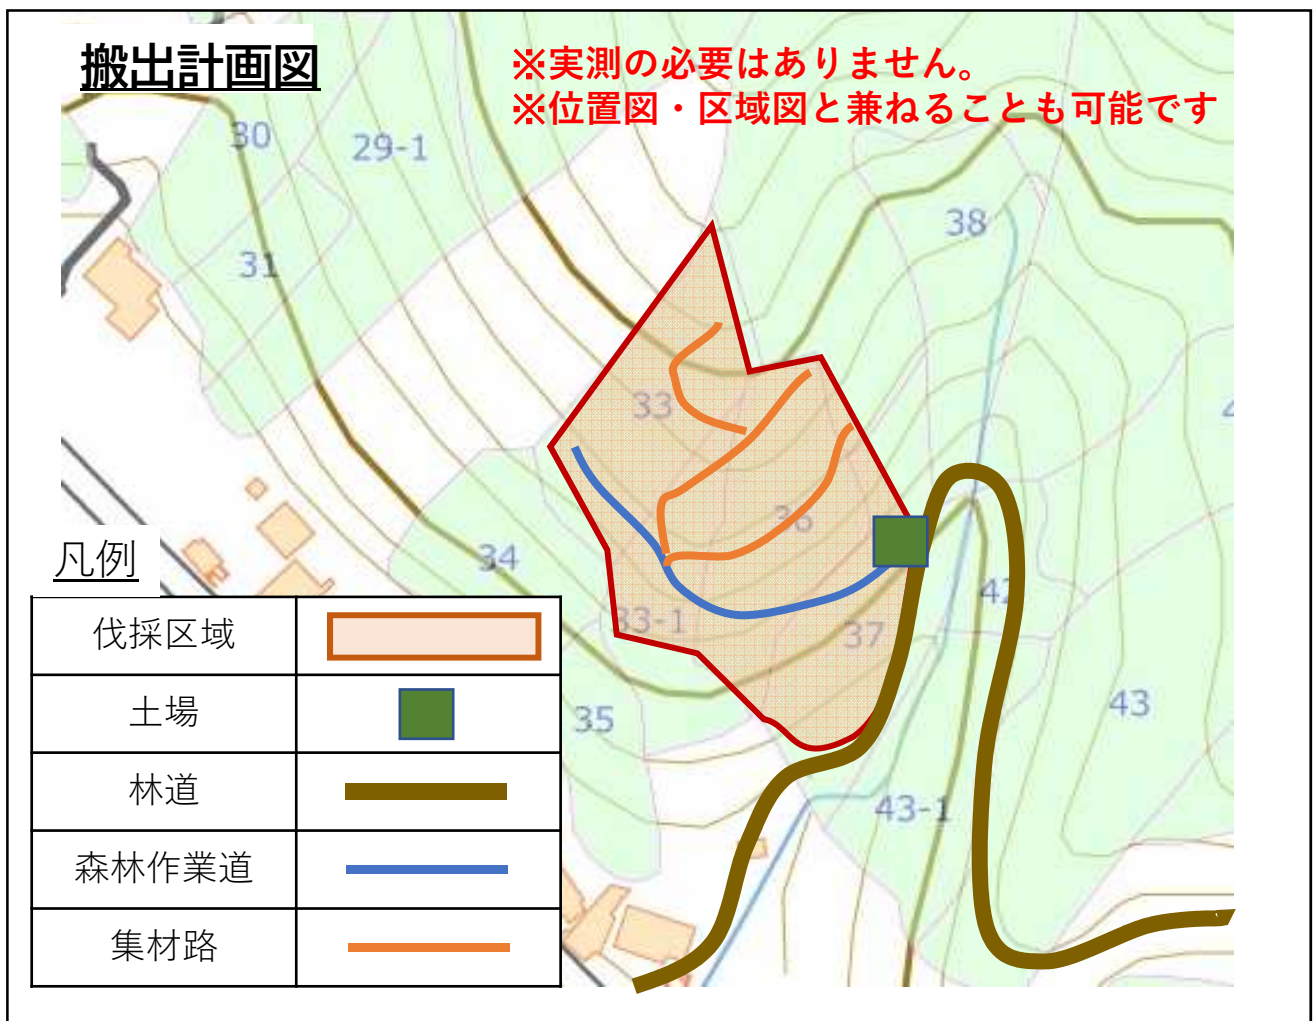 搬出計画図
※実測の必要はありません。
※位置図・区域図と兼ねることも可能です
30
29-1
38
31
33
36
34
33-1
37
42
43
35
43-1
凡例
伐採区域
土場
林道
森林作業道
集材路